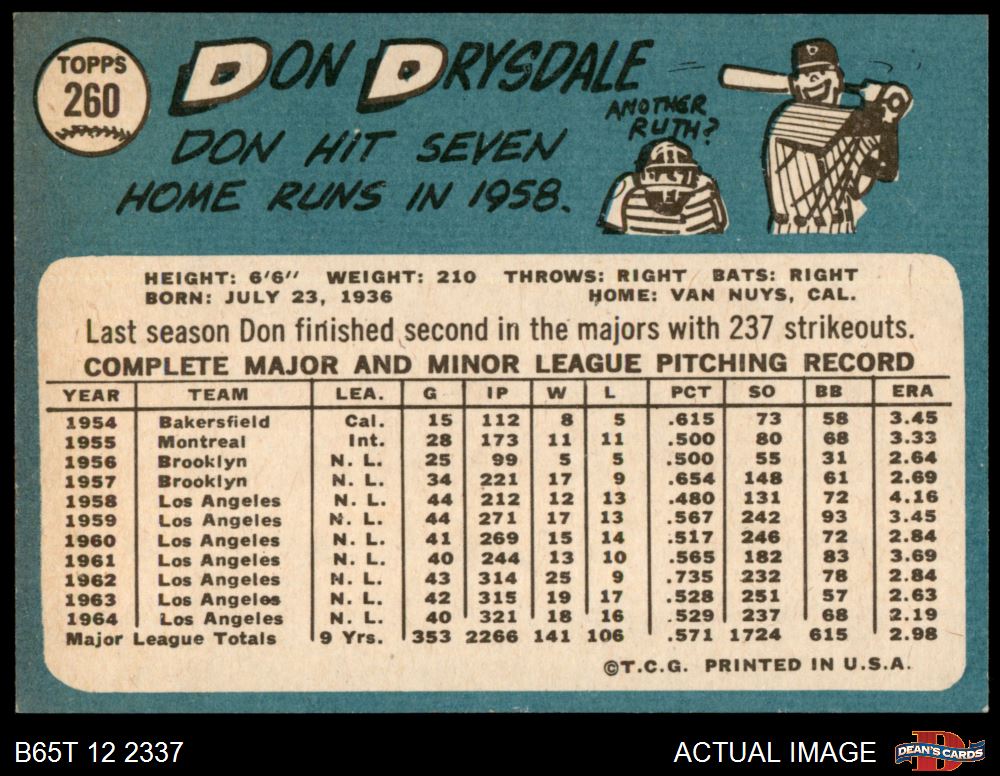 TOPPS
260
DON DRYSDALE
DON HIT SEVEN
HOME RUNS IN 1958.
ANOTHER
RUTH?
HEIGHT: 6'6" WEIGHT: 210 THROWS: RIGHT BATS: RIGHT
BORN: JULY 23, 1936 HOME: VAN NUYS, CAL.
Last season Don finished second in the majors with 237 strikeouts.
COMPLETE MAJOR AND MINOR LEAGUE PITCHING RECORD
YEAR TEAM LEA. G IP W L PCT SO BB ERA
1954 Bakersfield Cal. 15 112 8 5 .615 73 58 3.45
1955 Montreal Int. 28 173 11 11 .500 80 68 3.33
1956 Brooklyn N. L. 25 99 5 5 .500 55 31 2.64
1957 Brooklyn N. L. 34 221 17 9 .654 148 61 2.69
1958 Los Angeles N. L. 44 212 12 13 .480 131 72 4.16
1959 Los Angeles N. L. 44 271 17 13 .567 242 93 3.45
1960 Los Angeles N. L. 41 269 15 14 .517 246 72 2.84
1961 Los Angeles N. L. 40 244 13 10 .565 182 83 3.69
1962 Los Angeles N. L. 43 314 25 9 .735 232 78 2.84
1963 Los Angeles N. L. 42 315 19 17 .528 251 57 2.63
1964 Los Angeles N. L. 40 321 18 16 .529 237 68 2.19
Major League Totals 9 Yrs. 353 2266 141 106 .571 1724 615 2.98
©T.C.G. PRINTED IN U.S.A.
B65T 12 2337
ACTUAL IMAGE
D
DEAN'S CARDS